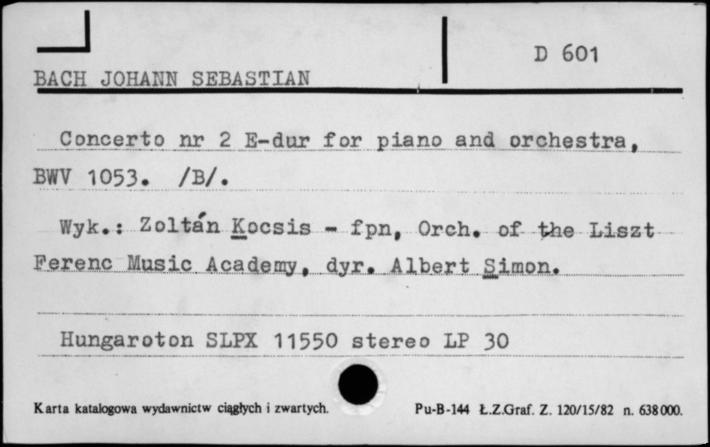 D 601
BACH JOHANN SEBASTIAN
Concerto nr 2 E-dur for piano and orchestra,
BWV 1053. /B/.
Wyk.: Zoltán Kocsis - fpn, Orch. of the Liszt
Ferenc Music Academy, dyr. Albert Simon.
Hungaroton SLPX 11550 stereo LP 30
Karta katalogowa wydawnictw ciągłych i zwartych. Pu-B-144 Ł.Z.Graf. Z. 120/15/82 n. 638000.